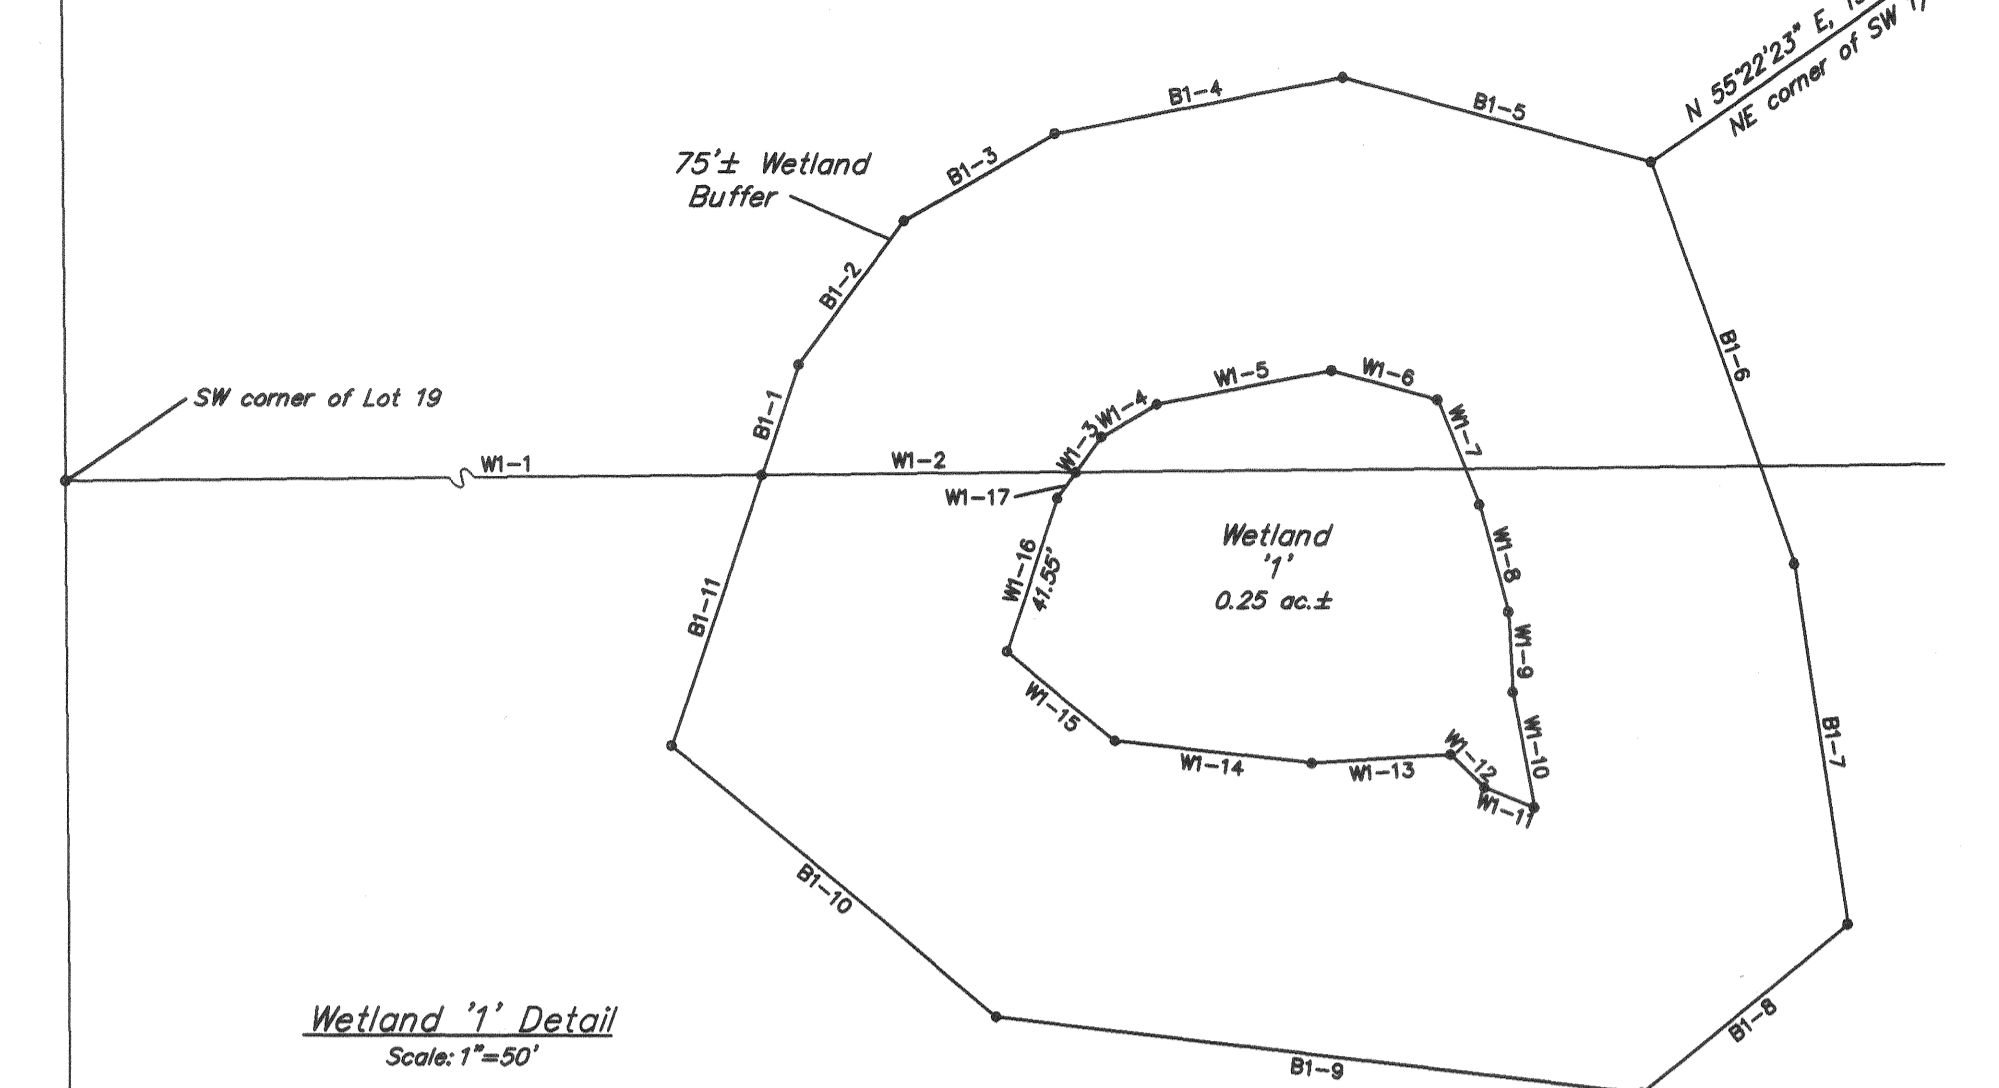 N 55°22'23" E,
NE corner of SW
B1-4
B1-5
B1-3
75'± Wetland
Buffer
B1-2
B1-6
SW corner of Lot 19
B1-1
W1-5
W1-6
W1-4
W1-7
W1-3
W1-1
W1-2
W1-17
Wetland
'1'
0.25 ac.±
W1-16
41.55'
W1-8
B1-11
W1-9
W1-15
W1-14
W1-13
W1-12
W1-10
W1-11
B1-7
B1-10
Wetland '1' Detail
Scale: 1"=50'
B1-8
B1-9